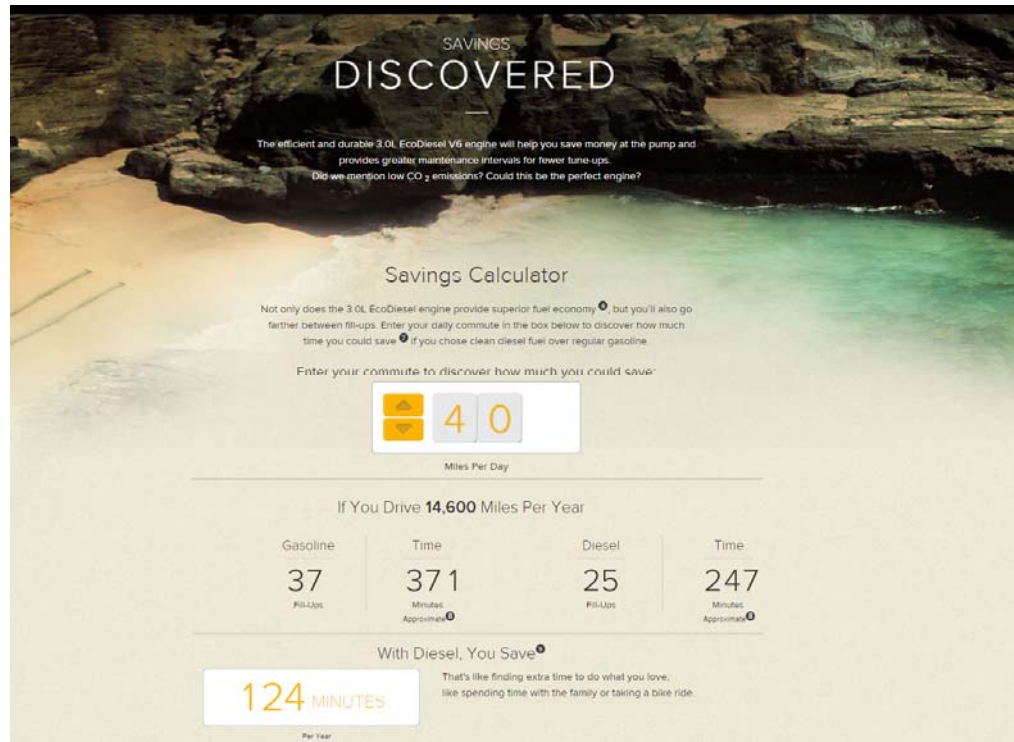 SAVINGS
DISCOVERED
The efficient and durable 3.0L EcoDiesel V6 engine will help you save money at the pump and
provides greater maintenance intervals for fewer tune-ups.
Did we mention low CO 2 emissions? Could this be the perfect engine?
Savings Calculator
Not only does the 3.0L EcoDiesel engine provide superior fuel economy 6, but you'll also go
farther between fill-ups. Enter your daily commute in the box below to discover how much
time you could save 7 if you chose clean diesel fuel over regular gasoline
Enter your commute to discover how much you could save:
40
Miles Per Day
If You Drive 14,600 Miles Per Year
Gasoline Time Diesel Time
37 371 25 247
Fill-Ups Minutes Fill-Ups Minutes
Approximate 8 Approximate 8
With Diesel, You Save 9
124 MINUTES
Per Year
That's like finding extra time to do what you love,
like spending time with the family or taking a bike ride.